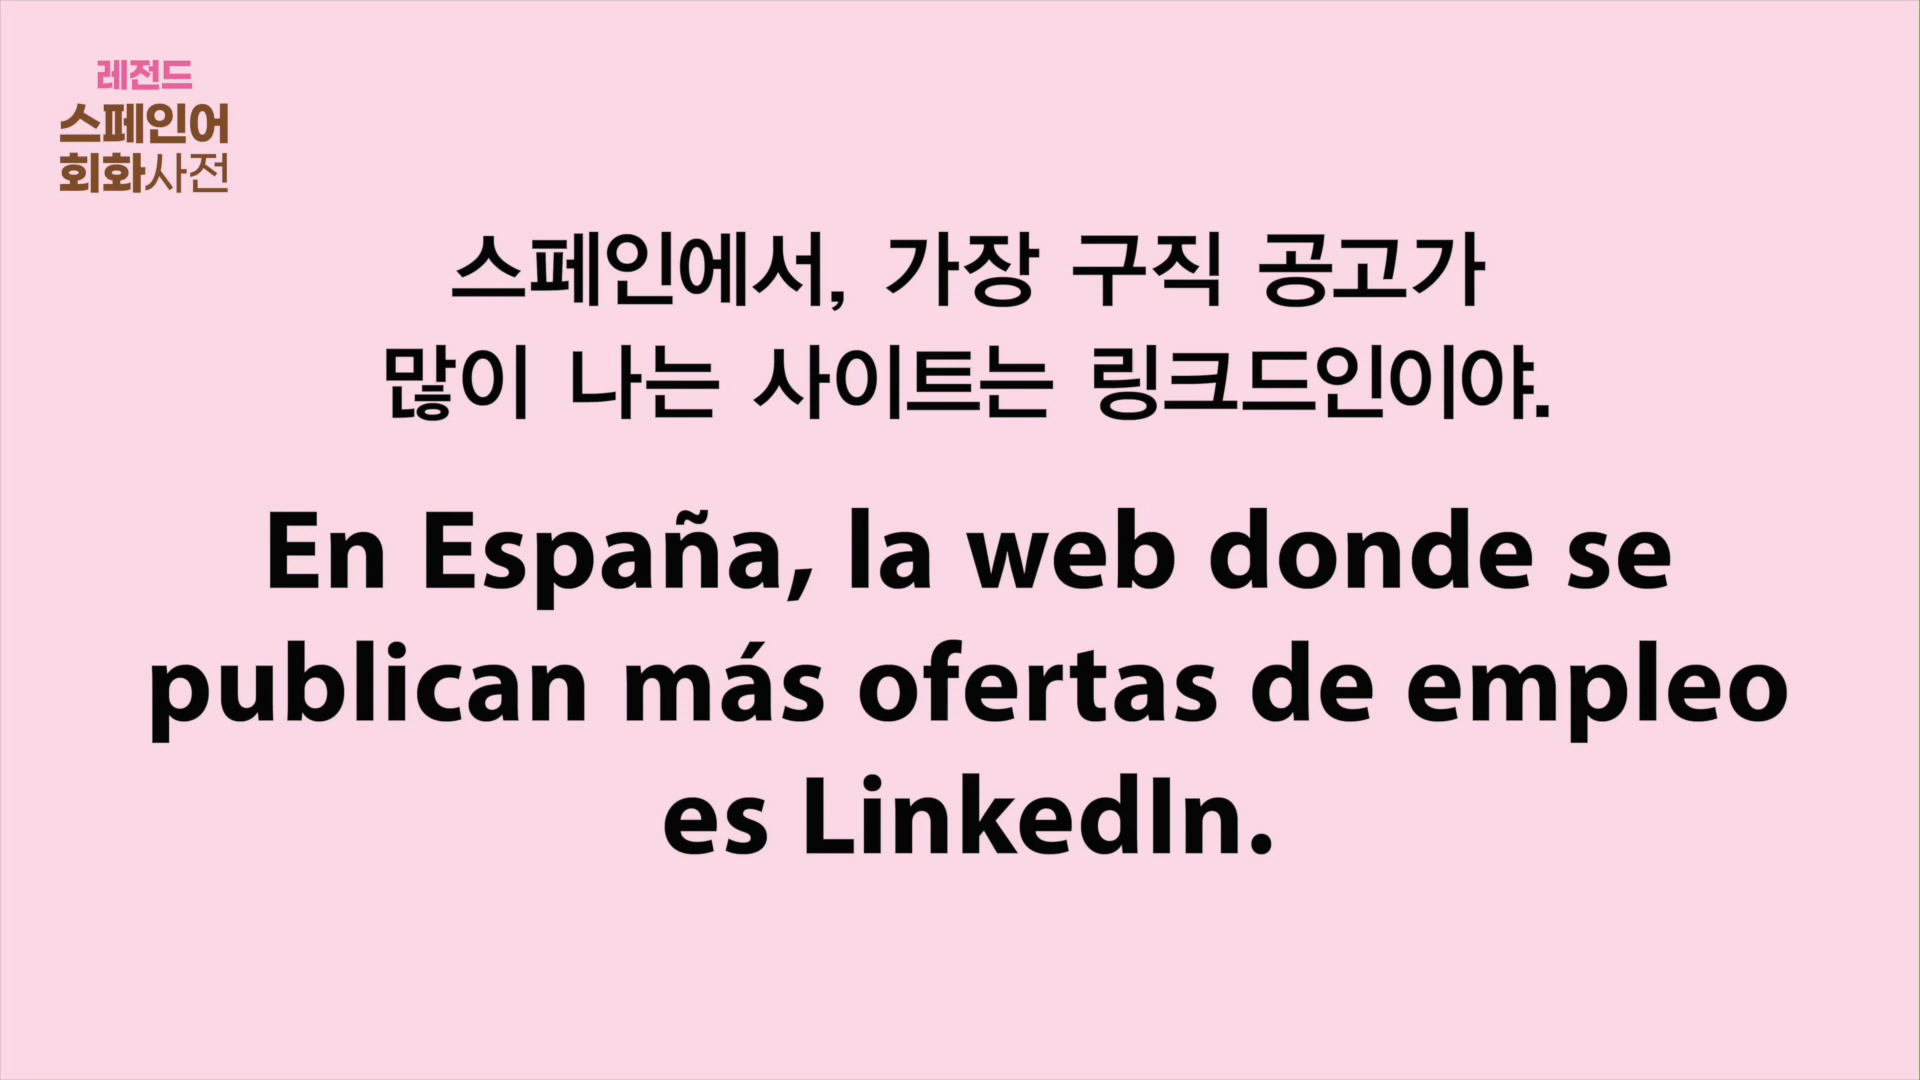 레전드
스페인어
회화사전
스페인에서, 가장 구직 공고가
많이 나는 사이트는 링크드인이야.
En España, la web donde se
publican más ofertas de empleo
es LinkedIn.